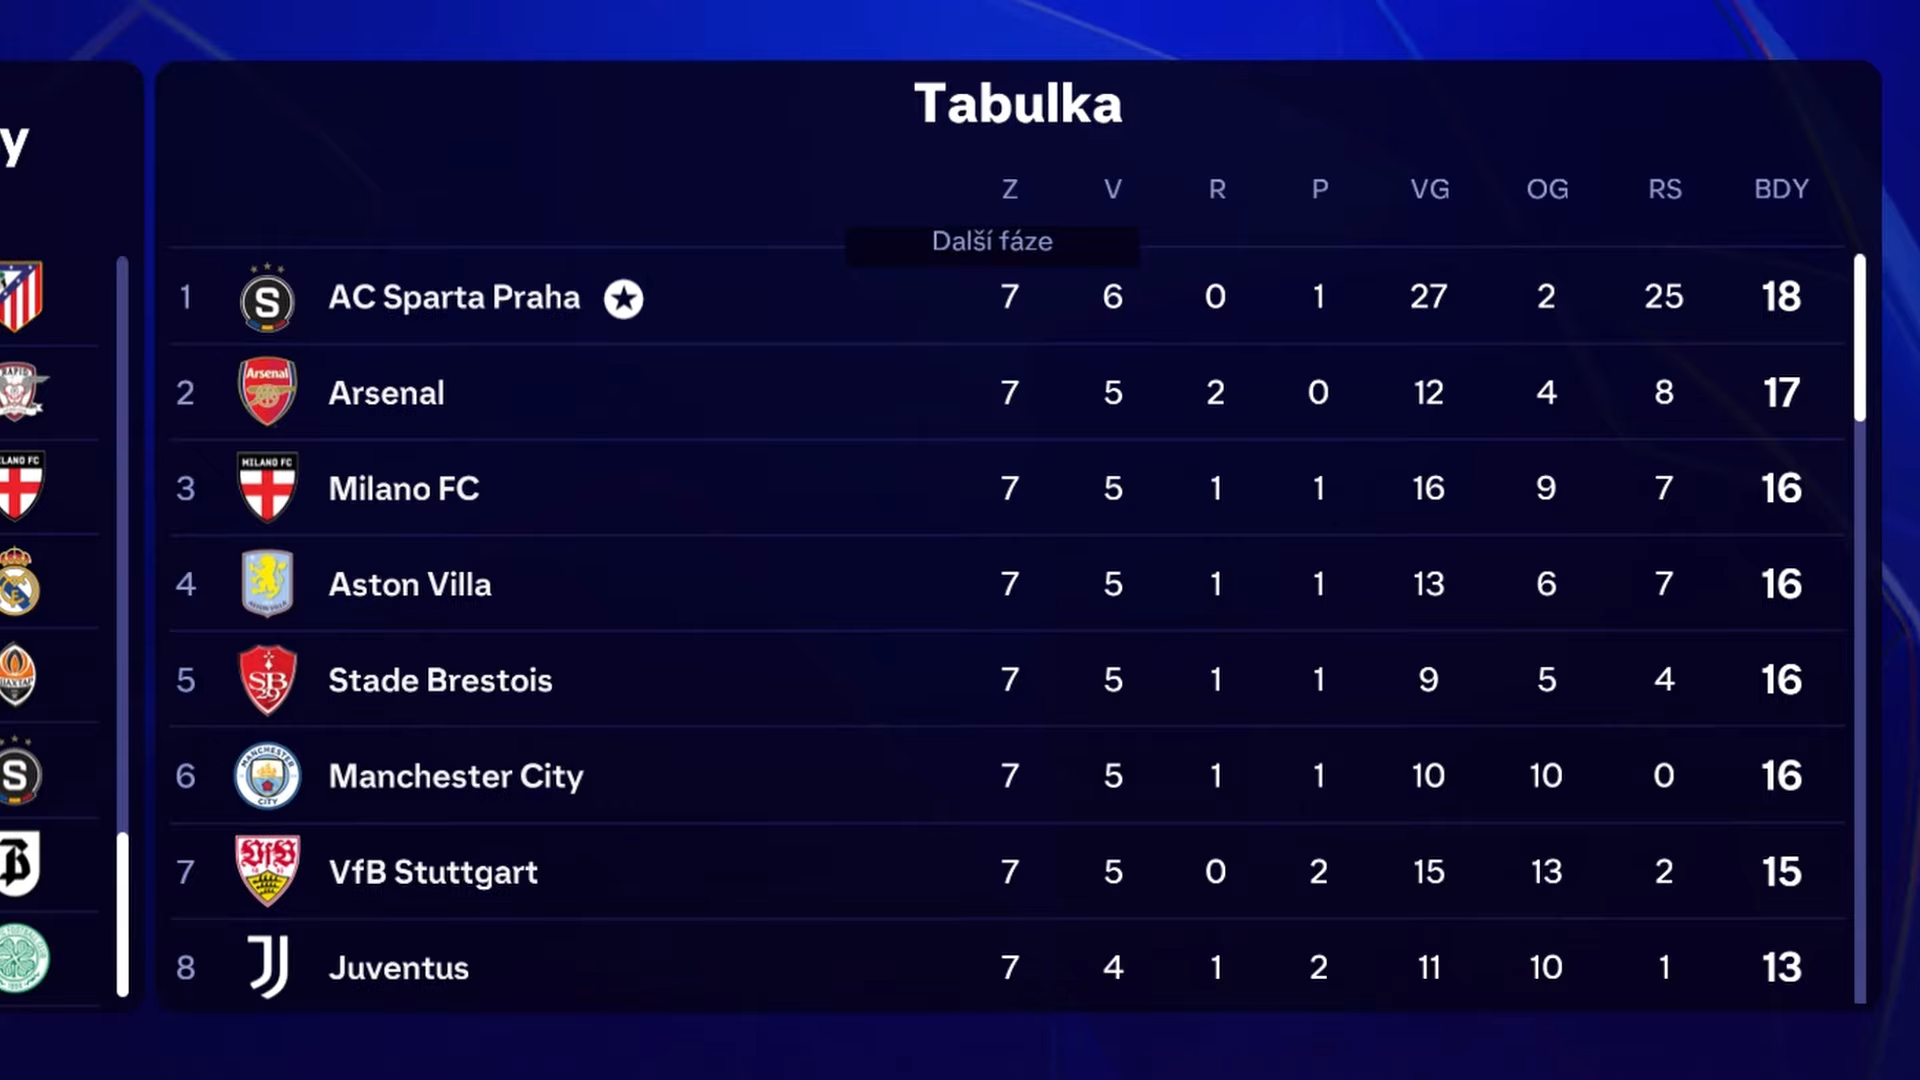 y
Tabulka
Z V R P VG OG RS BDY
Další fáze
1 AC Sparta Praha 7 6 0 1 27 2 25 18
2 Arsenal 7 5 2 0 12 4 8 17
3 MILANO FC Milano FC 7 5 1 1 16 9 7 16
4 Aston Villa 7 5 1 1 13 6 7 16
5 Stade Brestois 7 5 1 1 9 5 4 16
6 Manchester City 7 5 1 1 10 10 0 16
7 VfB Stuttgart 7 5 0 2 15 13 2 15
8 Juventus 7 4 1 2 11 10 1 13